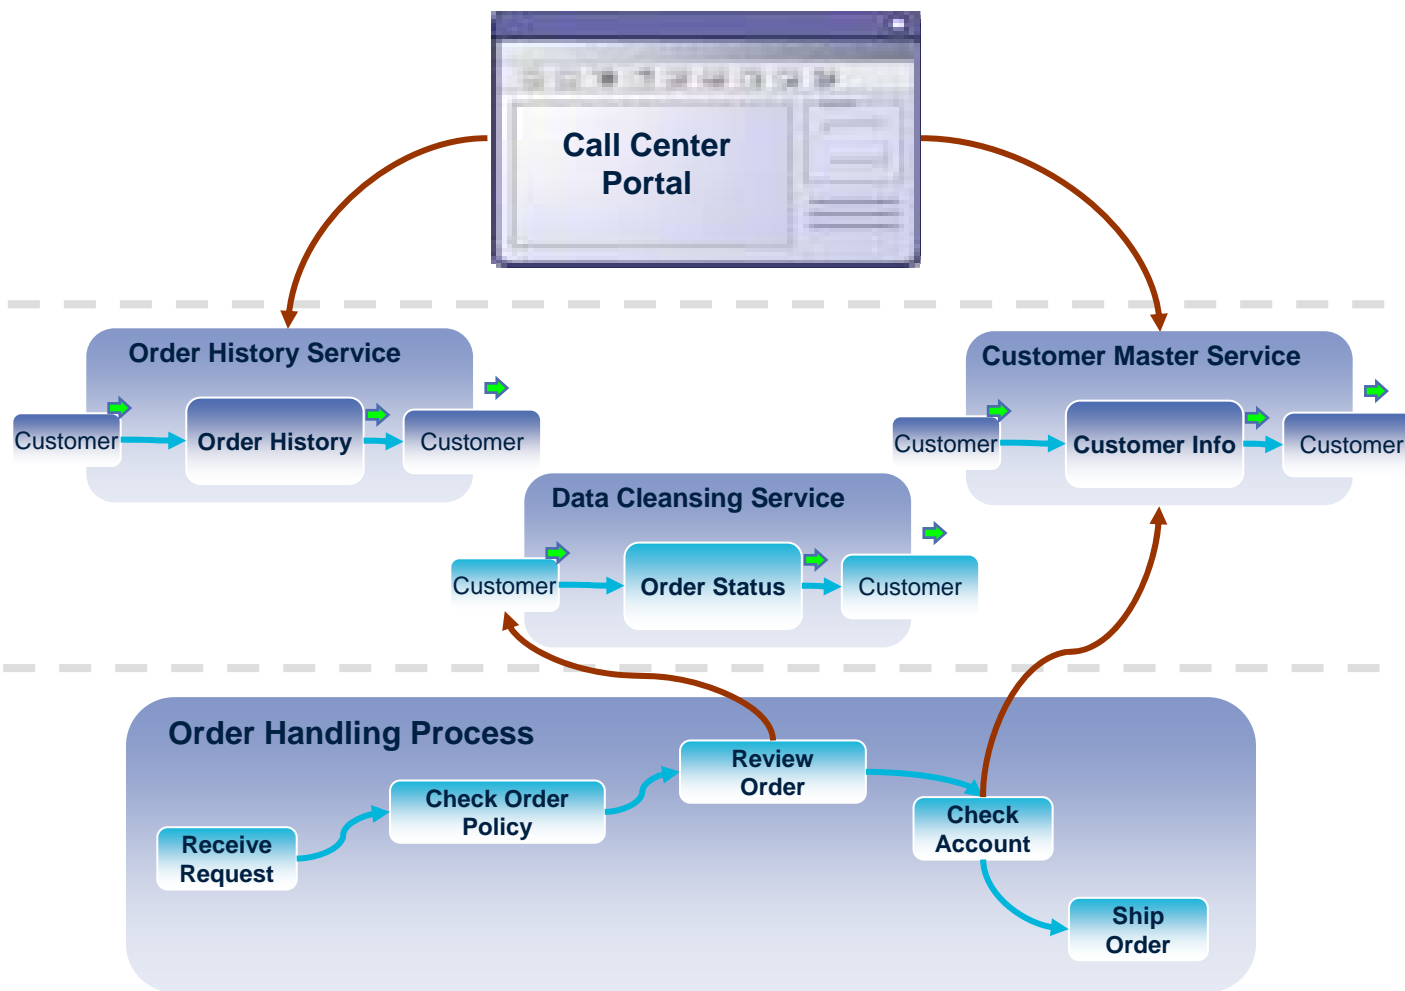 Call Center
Portal
Order History Service
Customer
Order History
Customer
Customer Master Service
Customer
Customer Info
Customer
Data Cleansing Service
Customer
Order Status
Customer
Order Handling Process
Receive
Request
Check Order
Policy
Review
Order
Check
Account
Ship
Order